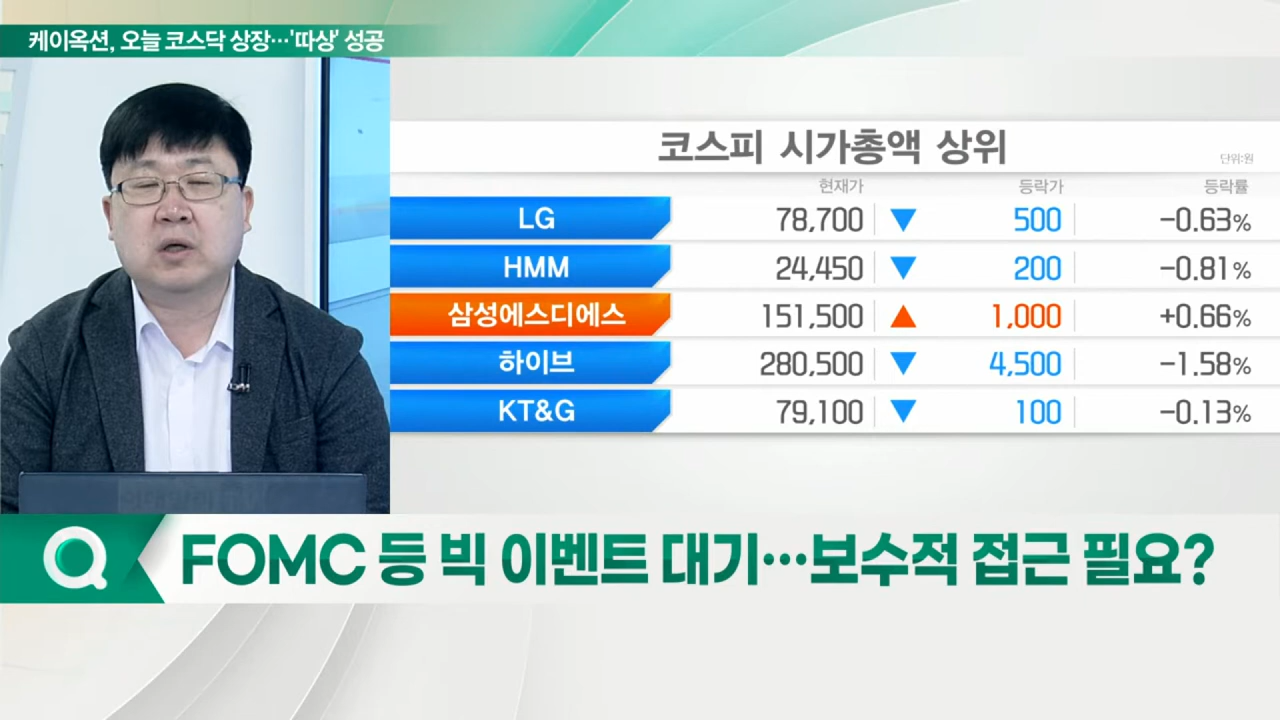 케이옥션, 오늘 코스닥 상장…'따상' 성공
코스피 시가총액 상위
단위:원
현재가 등락가 등락률
LG 78,700 ▼ 500 -0.63%
HMM 24,450 ▼ 200 -0.81%
삼성에스디에스 151,500 ▲ 1,000 +0.66%
하이브 280,500 ▼ 4,500 -1.58%
KT&G 79,100 ▼ 100 -0.13%
FOMC 등 빅 이벤트 대기…보수적 접근 필요?